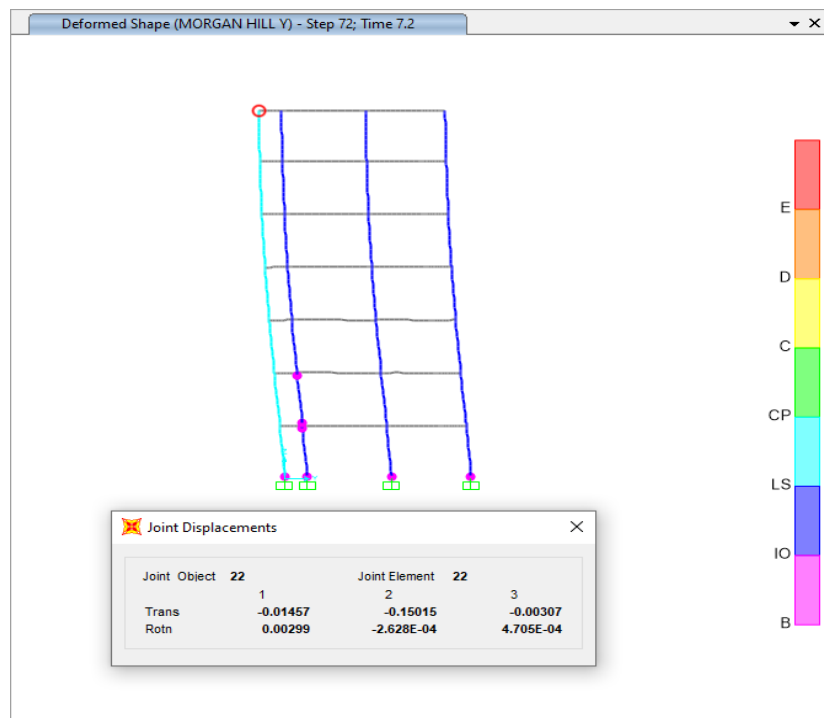 Deformed Shape (MORGAN HILL Y) - Step 72; Time 7.2
E
D
C
CP
LS
IO
B
Joint Displacements
Joint Object 22 Joint Element 22
1 2 3
Trans -0.01457 -0.15015 -0.00307
Rotn 0.00299 -2.628E-04 4.705E-04